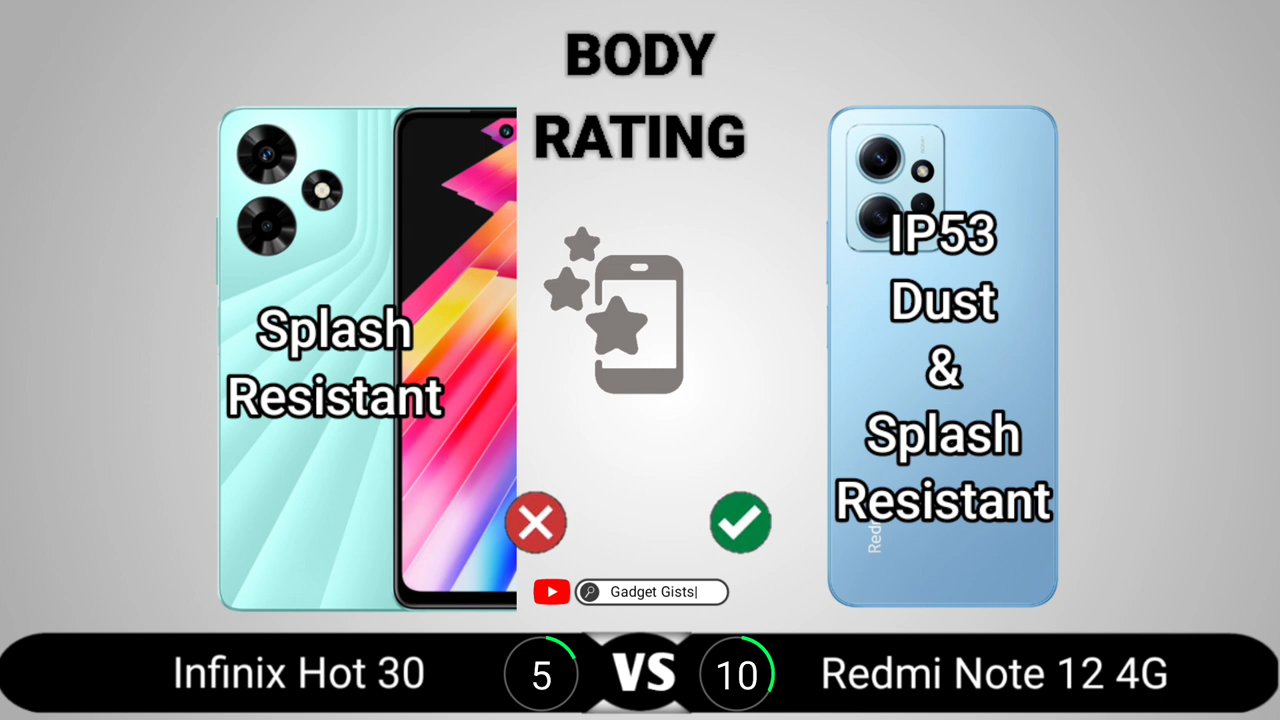 BODY
RATING
Splash
Resistant
IP53
Dust
&
Splash
Resistant
Gadget Gists|
Infinix Hot 30
5
VS
10
Redmi Note 12 4G